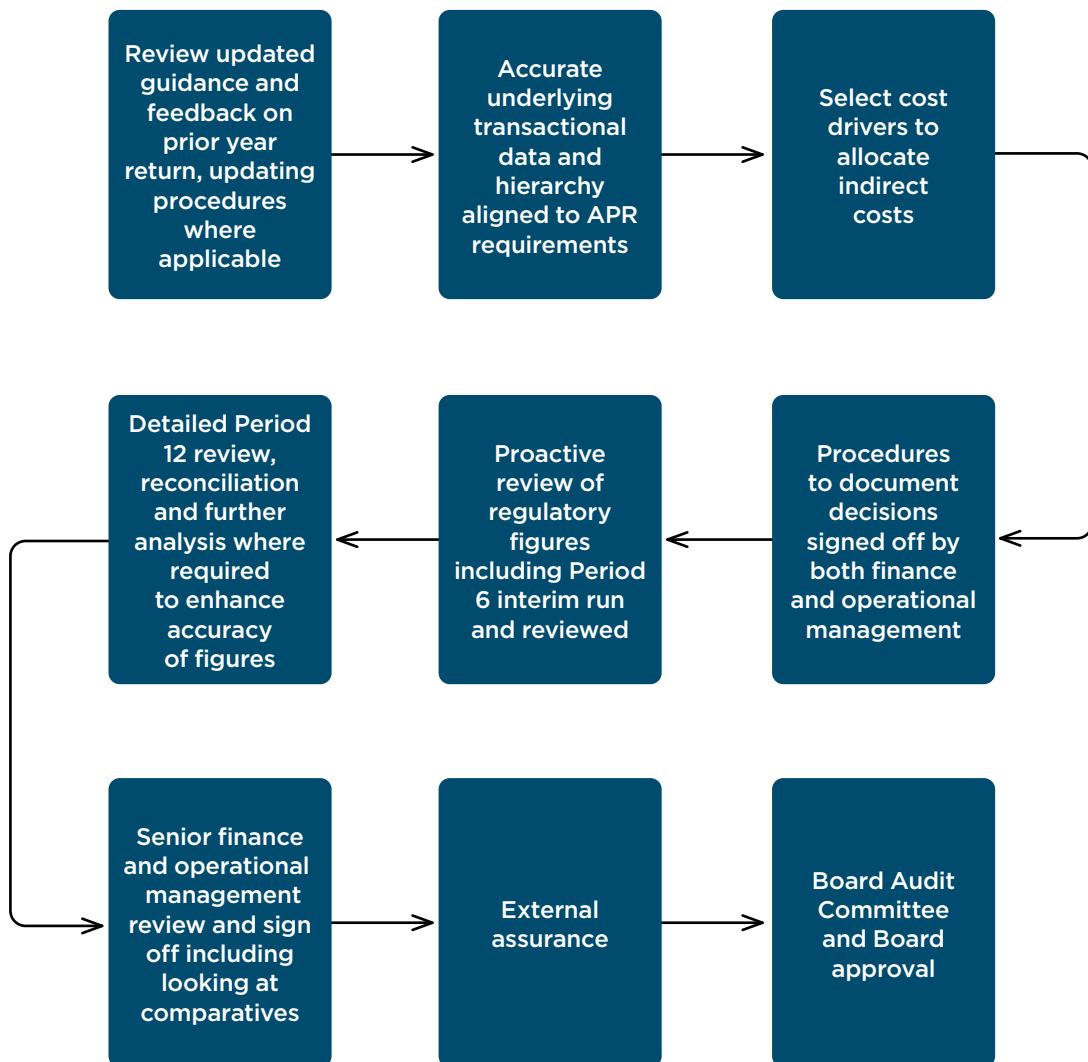 Review updated
guidance and
feedback on
prior year
return, updating
procedures
where
applicable
Accurate
underlying
transactional
data and
hierarchy
aligned to APR
requirements
Select cost
drivers to
allocate
indirect
costs
Procedures
to document
decisions
signed off by
both finance
and operational
management
Proactive
review of
regulatory
figures
including Period
6 interim run
and reviewed
Detailed Period
12 review,
reconciliation
and further
analysis where
required
to enhance
accuracy
of figures
Senior finance
and operational
management
review and sign
off including
looking at
comparatives
External
assurance
Board Audit
Committee
and Board
approval